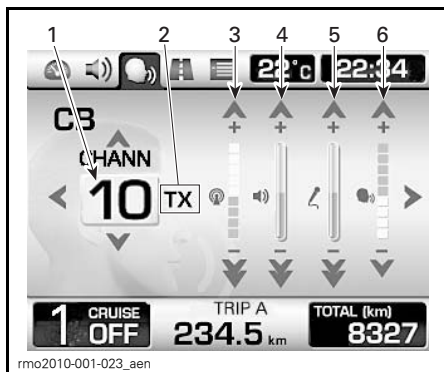 1 2 3 4 5 6
22°c 22:34
CB
CHANN
10 TX
+ + + +
− − − −
1 CRUISE OFF
TRIP A
234.5 km
TOTAL (km)
8327
rmo2010-001-023_aen